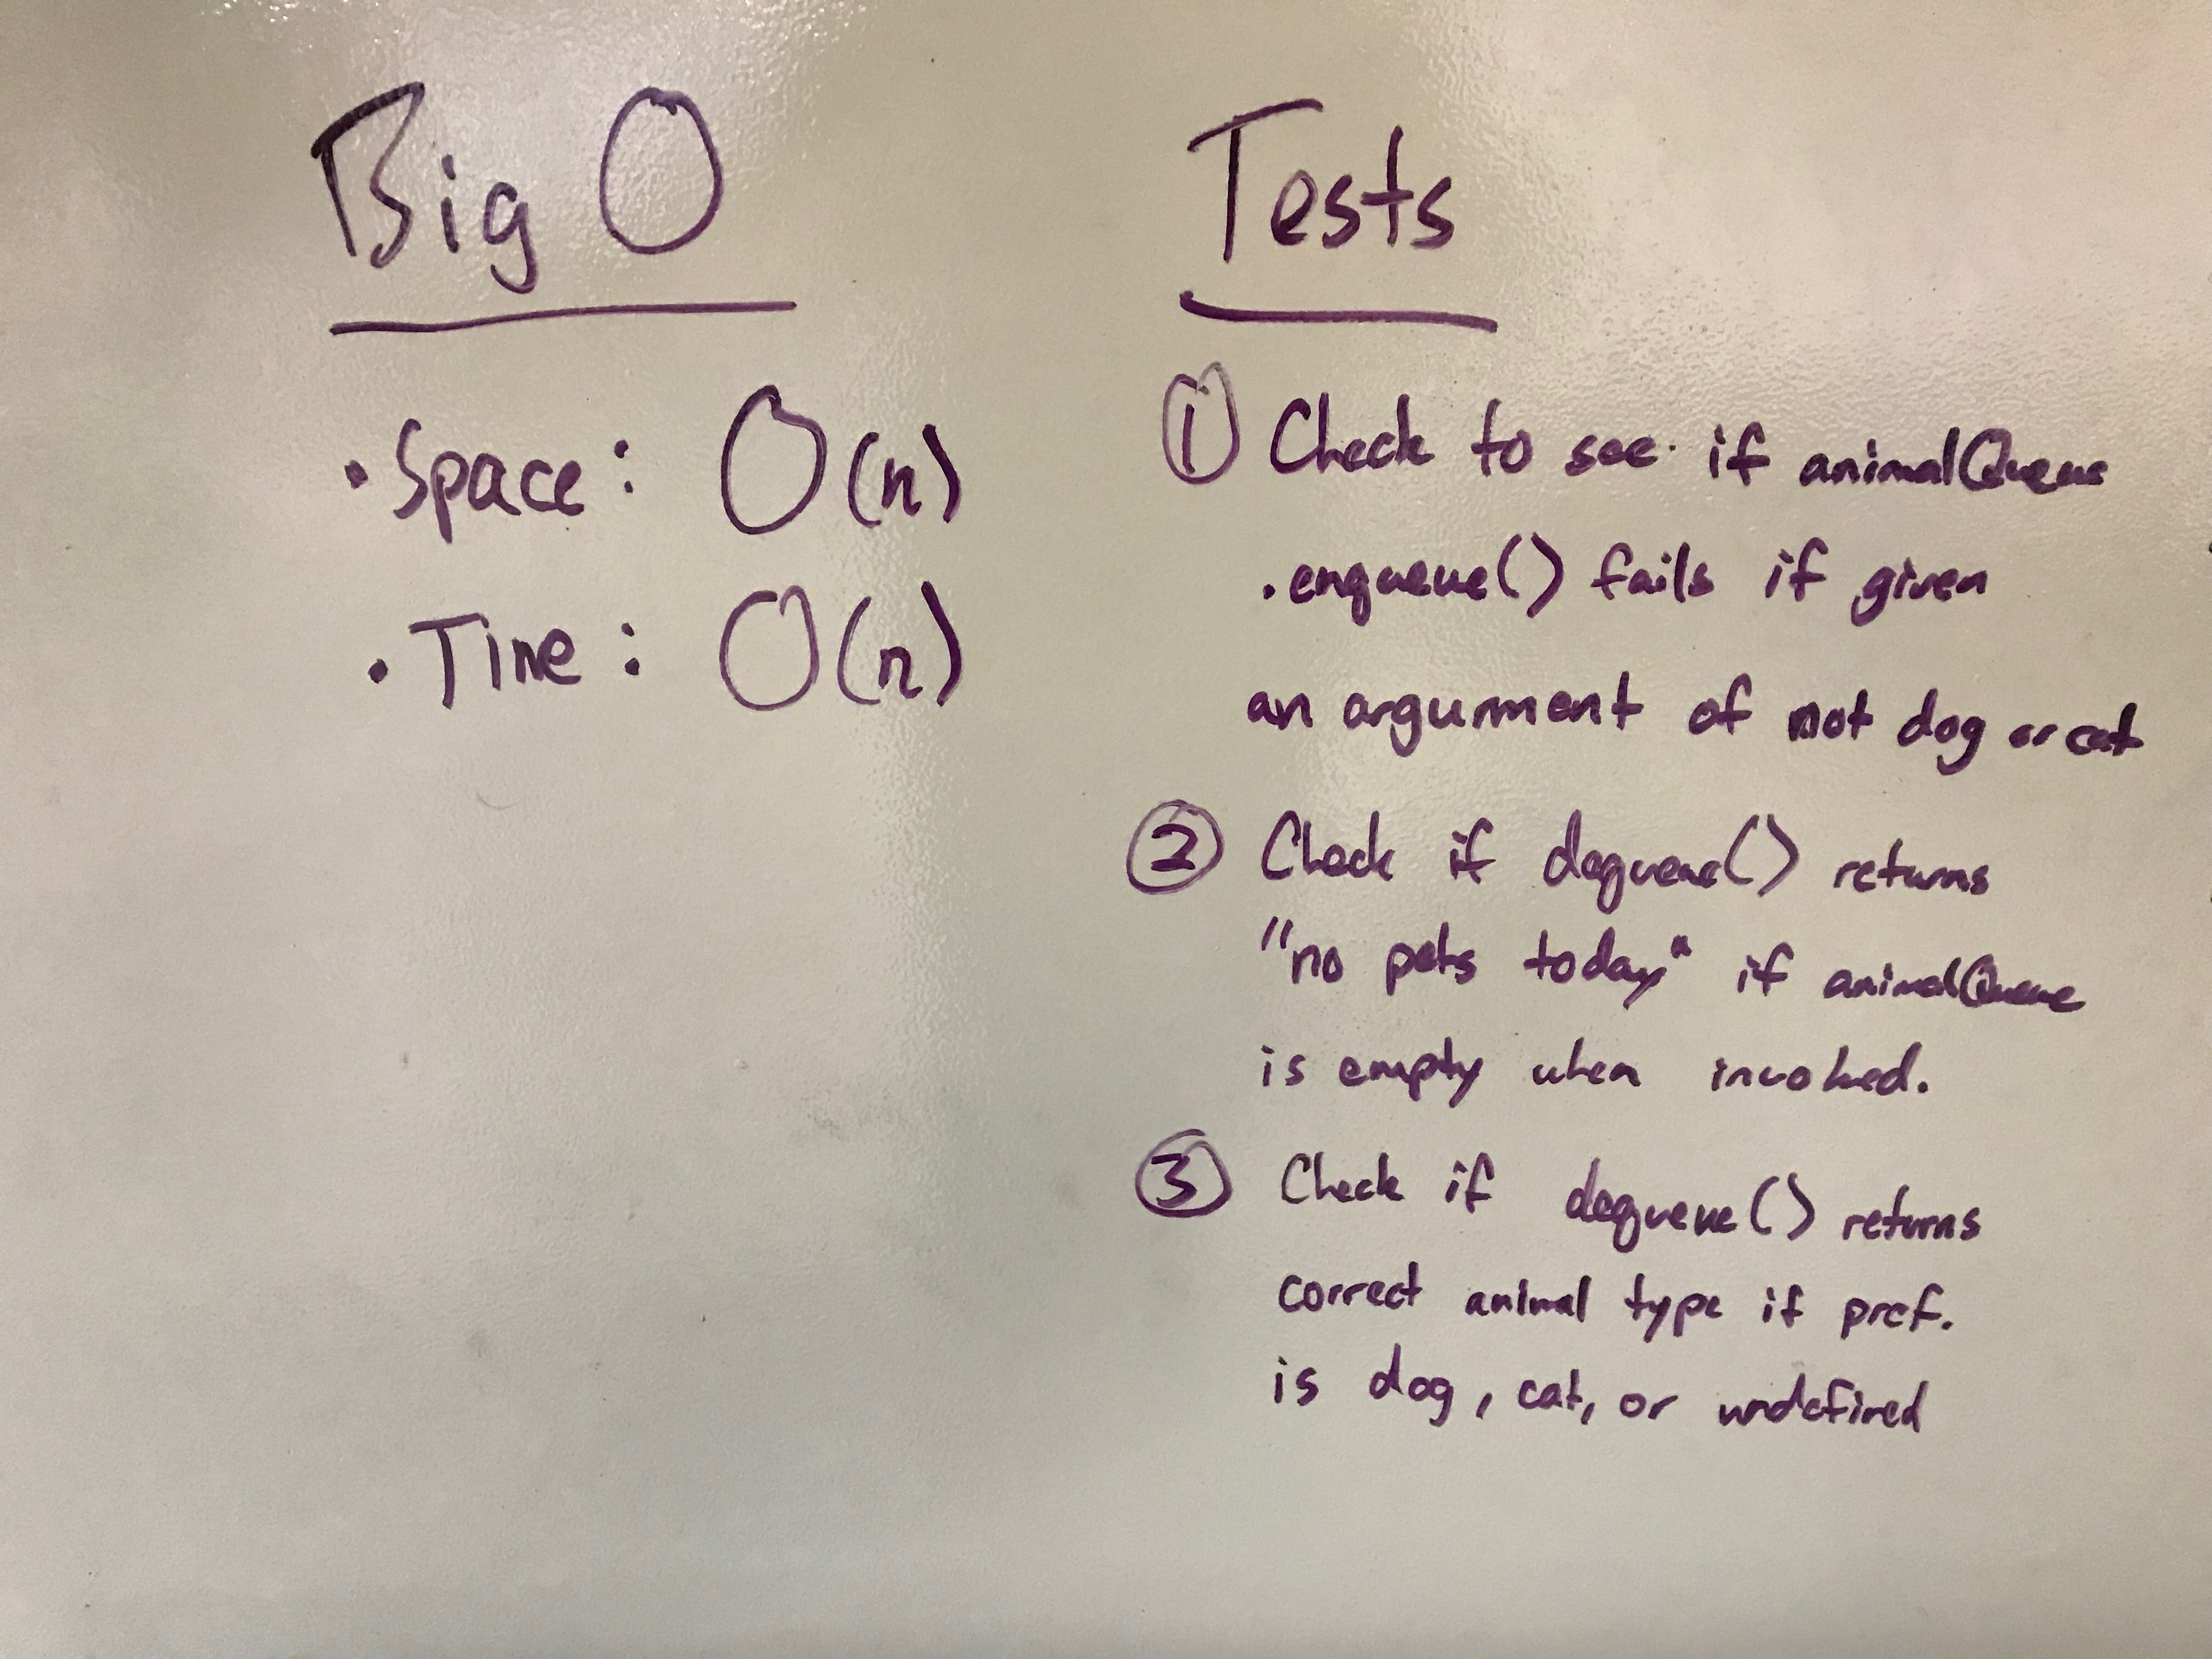 Big O
• Space: O(n)
• Time: O(n)
Tests
① Check to see if animalQueue
.enqueue() fails if given
an argument of not dog or cat
② Check if dequeue() returns
"no pets today" if animalQueue
is empty when invoked.
③ Check if dequeue() returns
correct animal type if pref.
is dog, cat, or undefined